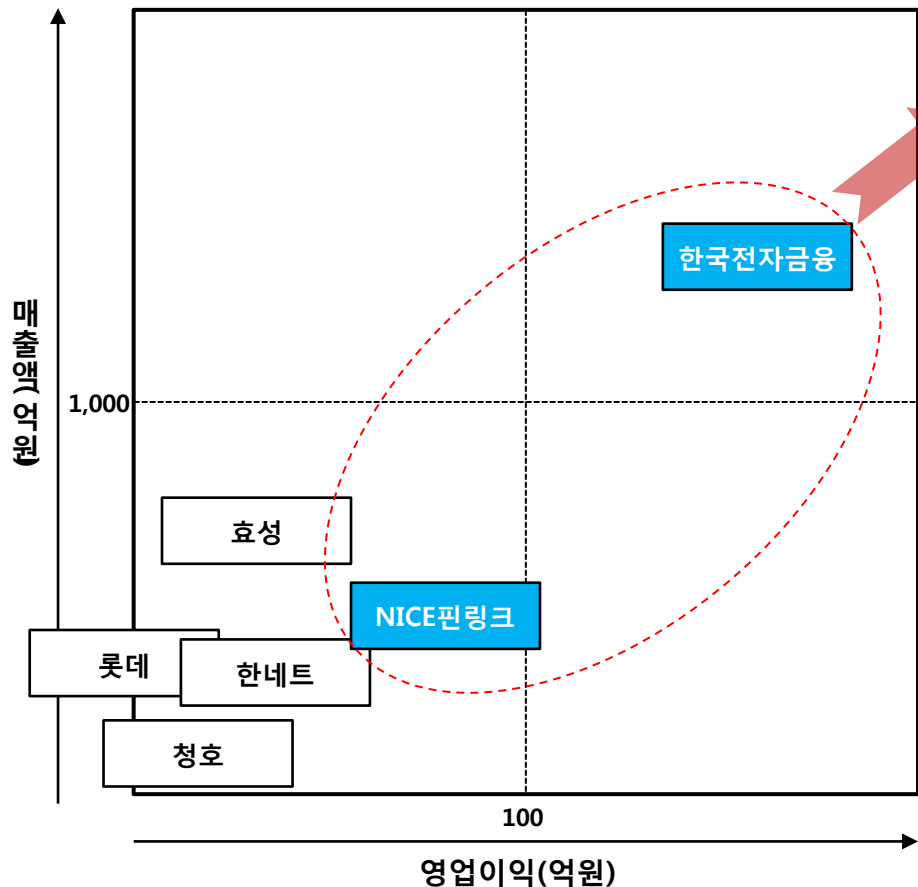 한국전자금융
매출액(억원)
1,000
효성
NICE핀링크
롯데
한네트
청호
100
영업이익(억원)